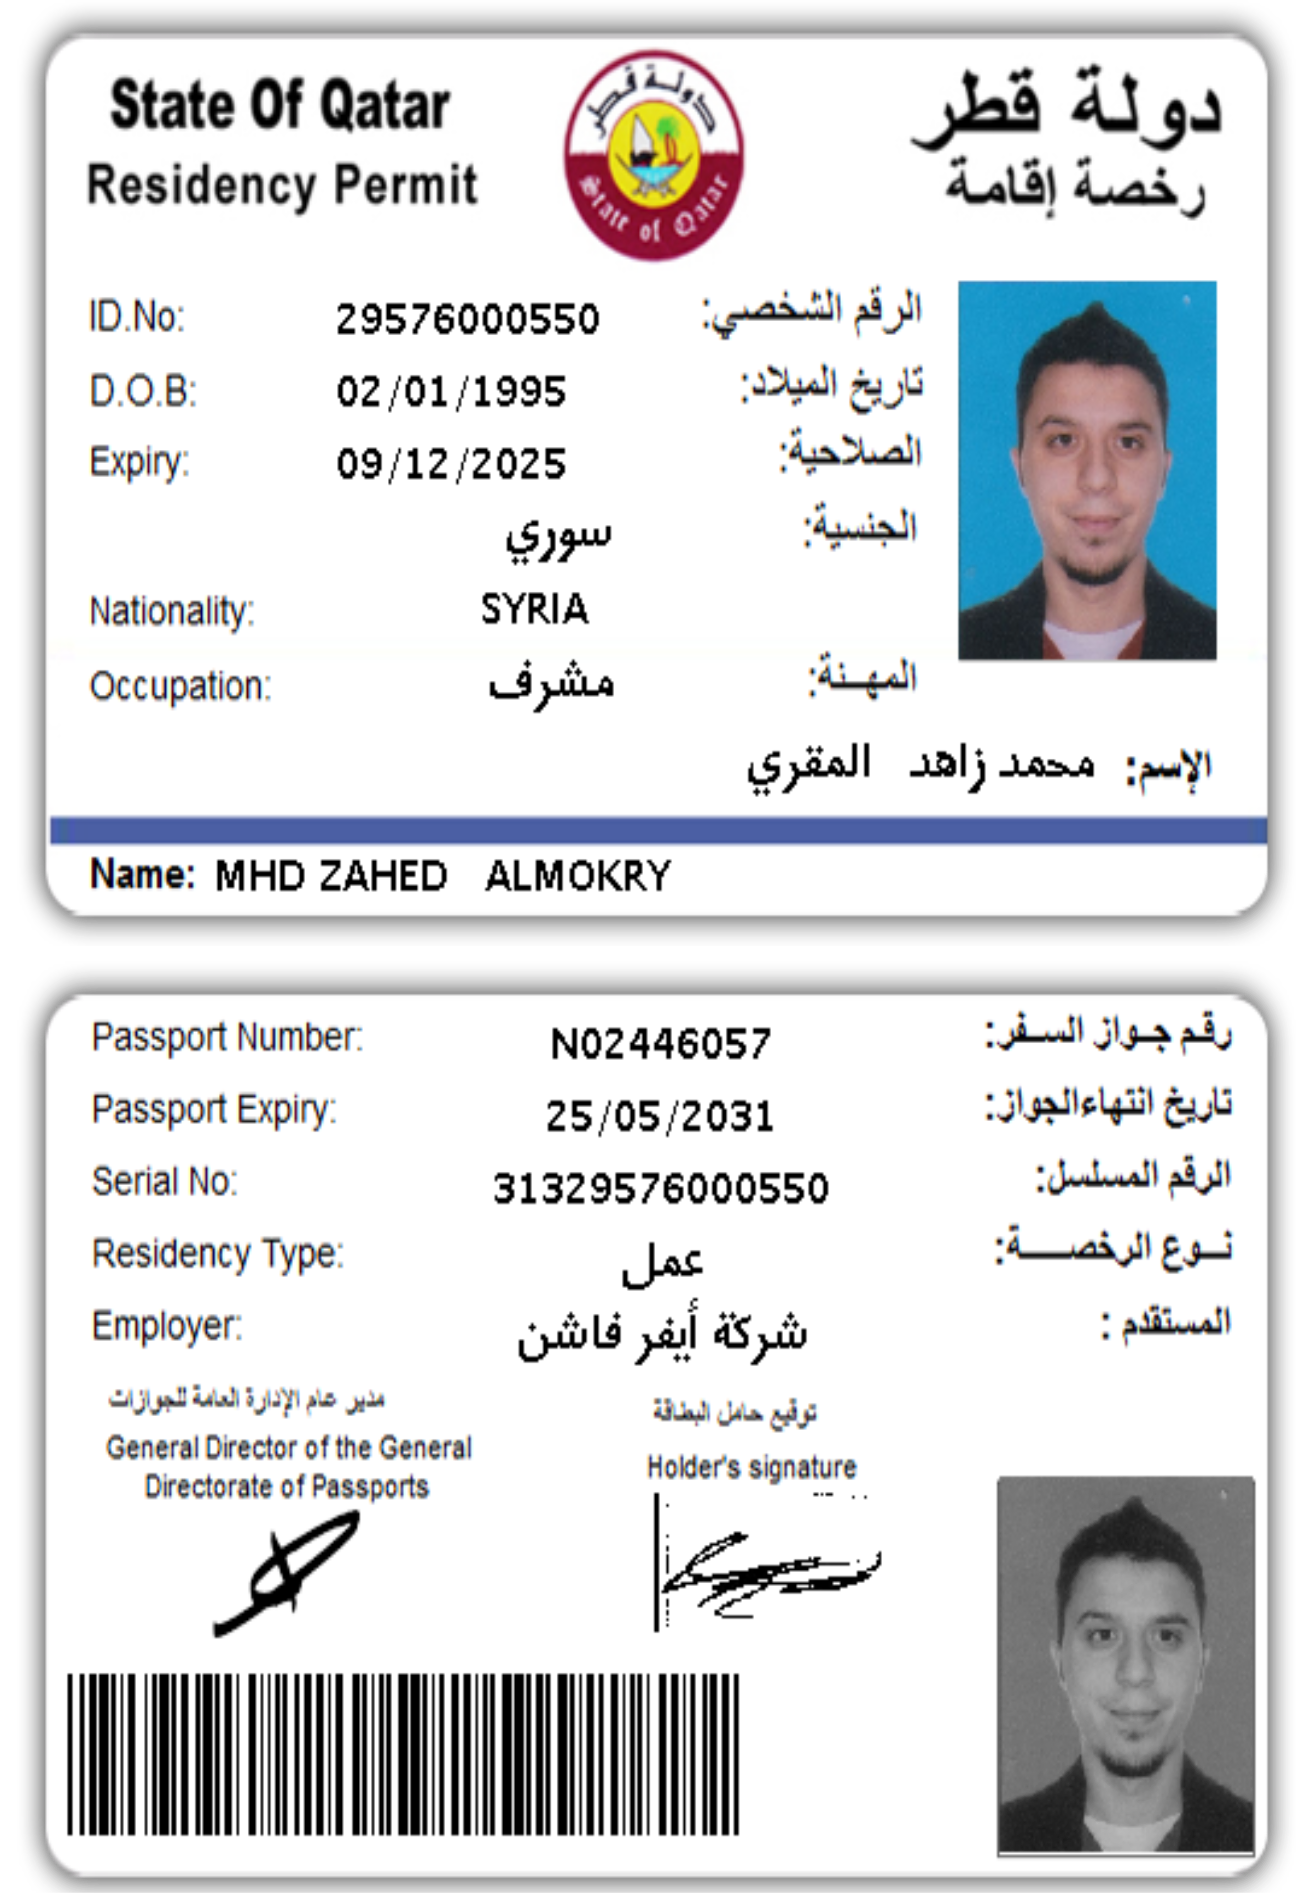 State Of Qatar دولة قطر
Residency Permit رخصة إقامة
دولة قطر
State of Qatar
ID.No: 29576000550 الرقم الشخصي:
D.O.B: 02/01/1995 تاريخ الميلاد:
Expiry: 09/12/2025 الصلاحية:
سوري الجنسية:
Nationality: SYRIA
Occupation: مشرف المهـنة:
الإسم: محمد زاهد المقري
Name: MHD ZAHED ALMOKRY
Passport Number: N02446057 رقم جـواز السـفر:
Passport Expiry: 25/05/2031 تاريخ انتهاءالجواز:
Serial No: 31329576000550 الرقم المسلسل:
Residency Type: عمل نـوع الرخصـــة:
Employer: شركة أيفر فاشن المستقدم :
مدير عام الإدارة العامة للجوازات توقيع حامل البطاقة
General Director of the General Holder's signature
Directorate of Passports